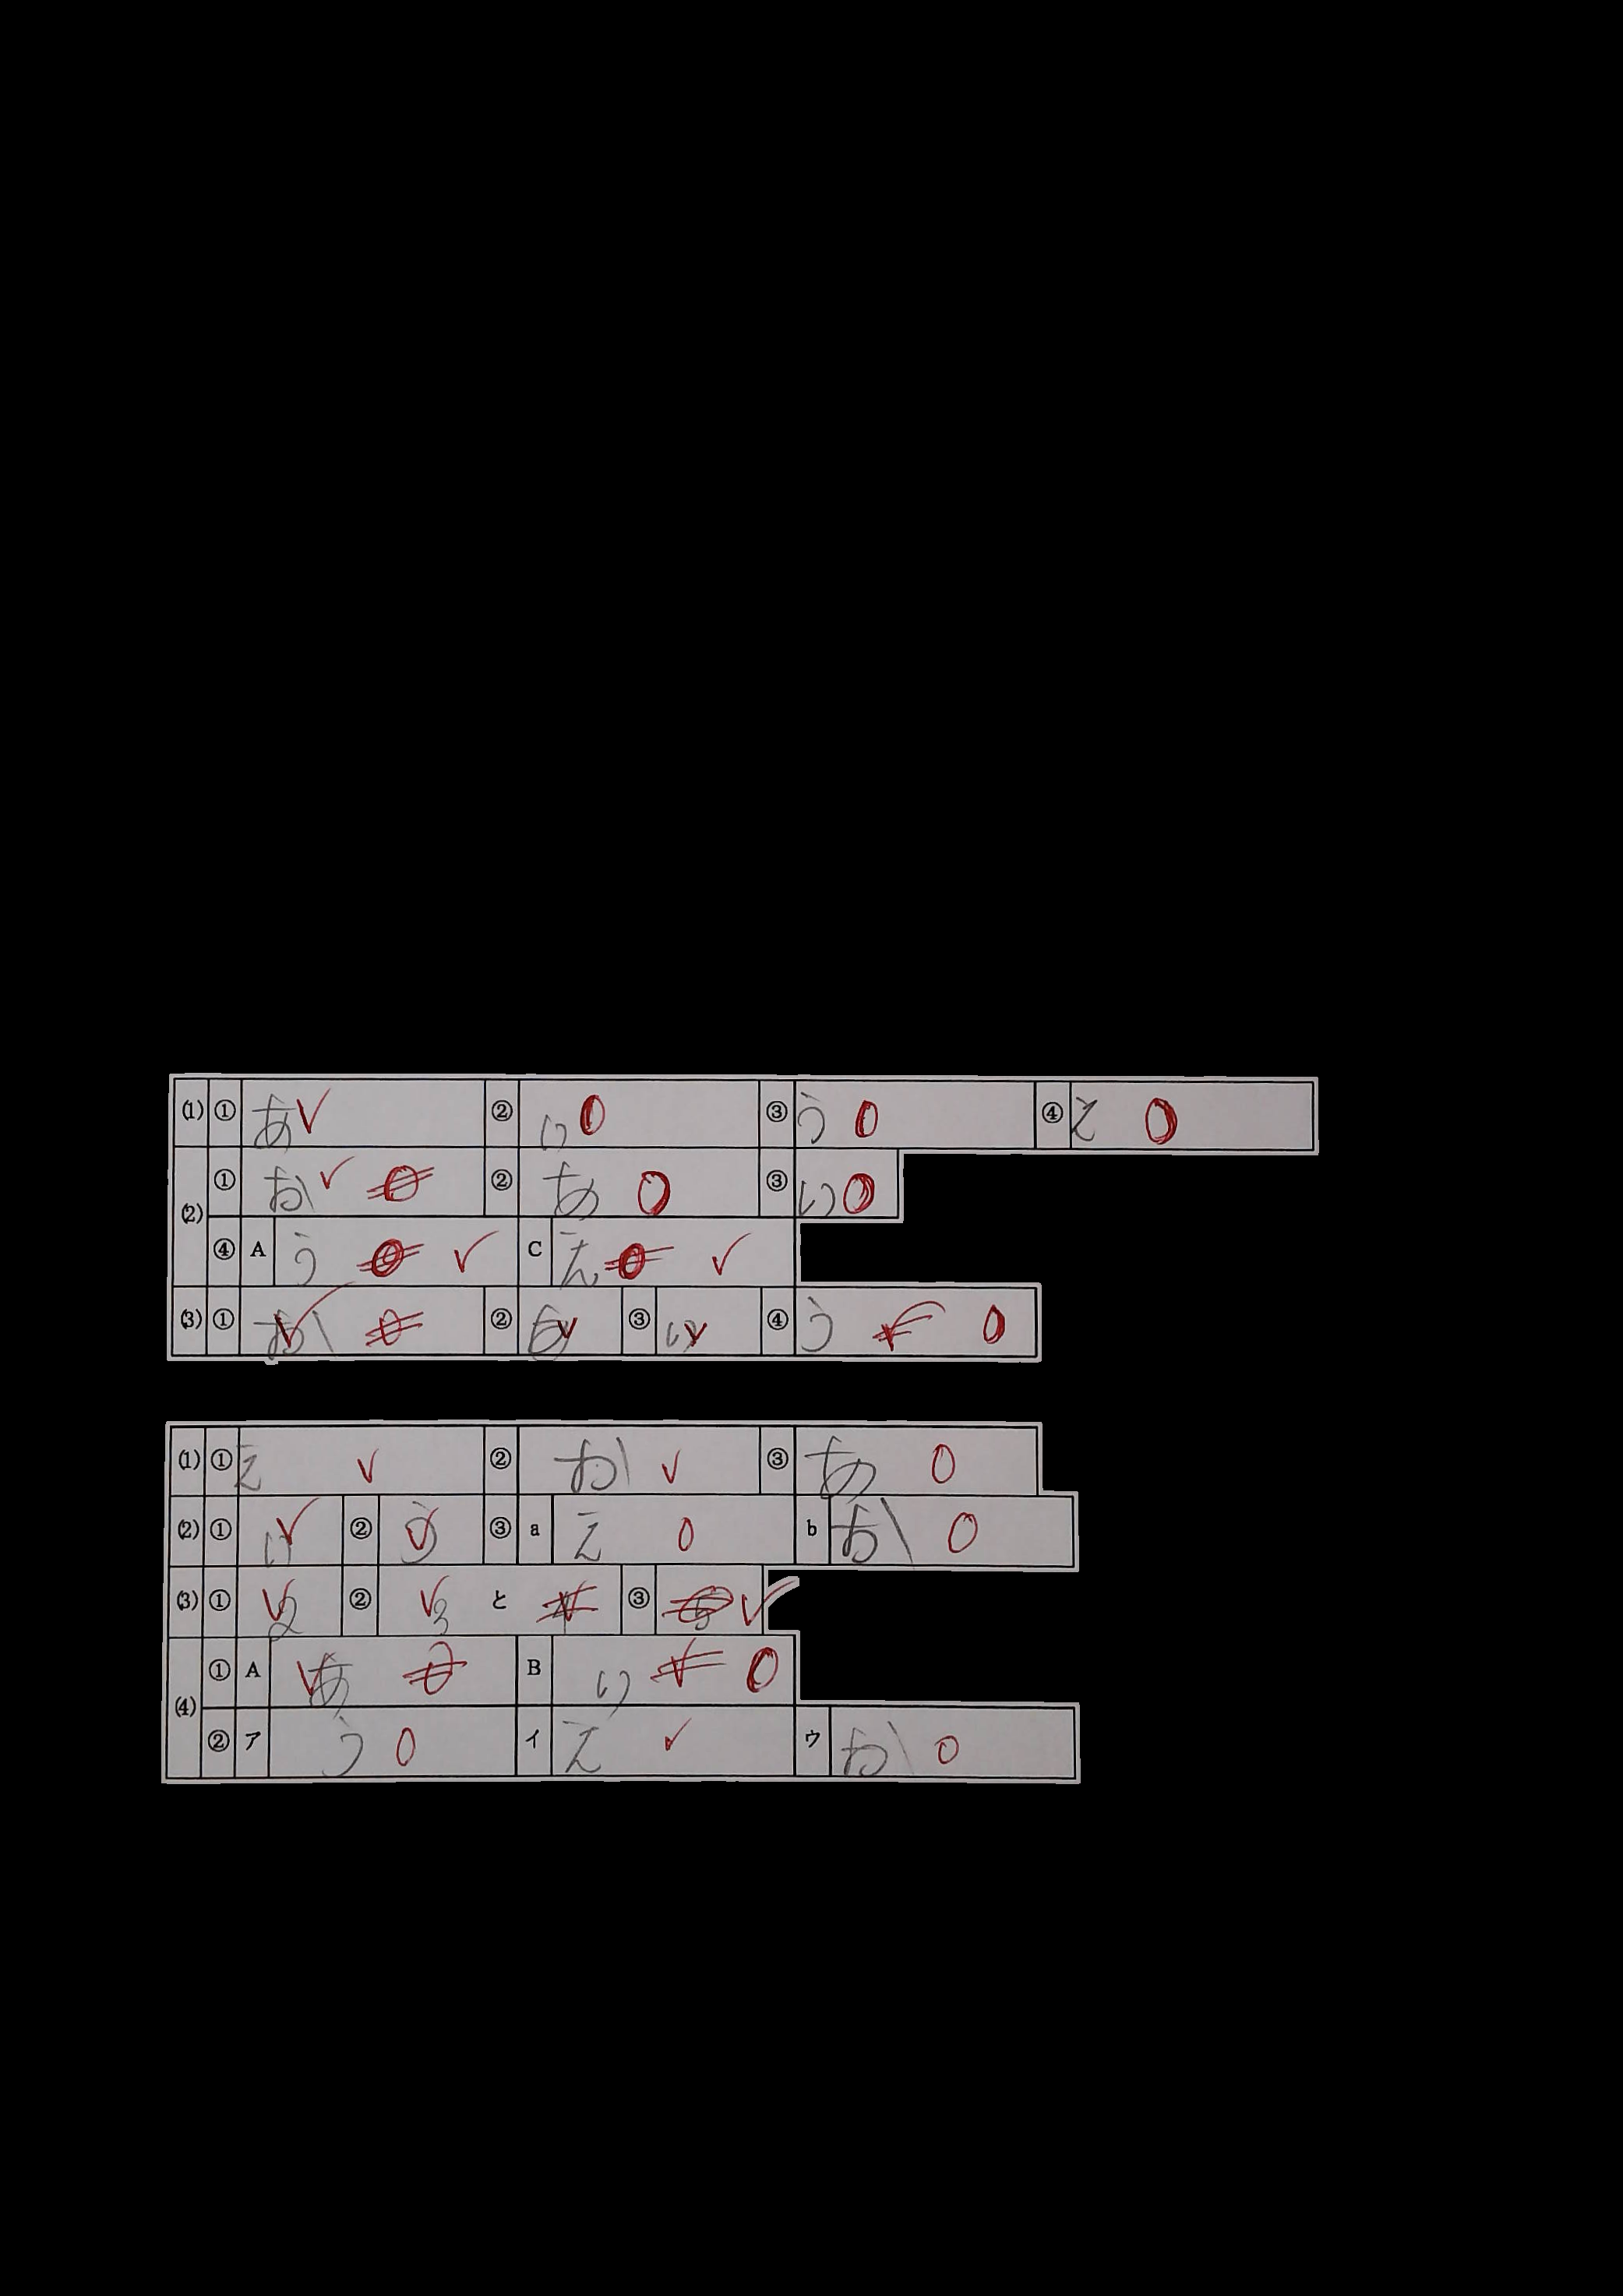 (1) ① あ ② い ③ う ④ え
(2) ① お ② あ ③ い
④ A う C え
(3) ① お ② あ ③ い ④ う
(1) ① え ② お ③ あ
(2) ① い ② う ③ a え b お
(3) ① 2 ② 3 と ③
(4) ① A あ B い
② ア う イ え ウ お